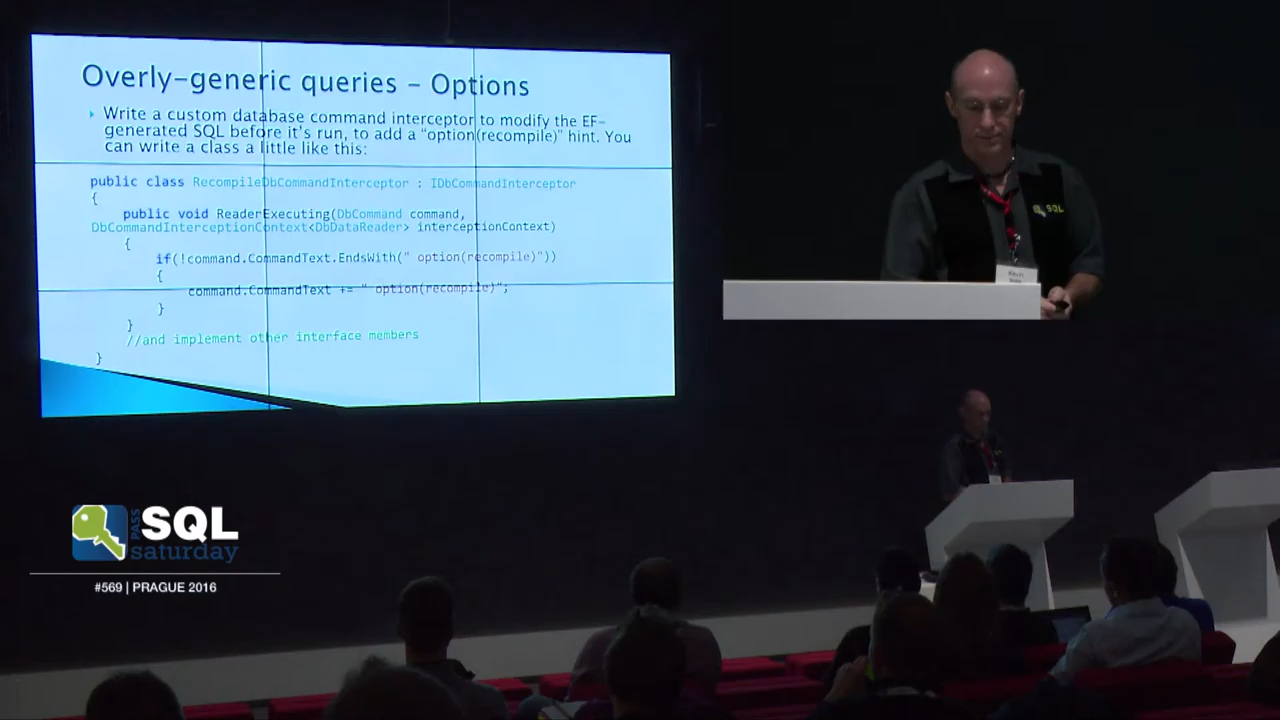 Overly-generic queries - Options
Write a custom database command interceptor to modify the EF-
generated SQL before it's run, to add a "option(recompile)" hint. You
can write a class a little like this:
public class RecompileDbCommandInterceptor : IDbCommandInterceptor
{
public void ReaderExecuting(DbCommand command,
DbCommandInterceptionContext<DbDataReader> interceptionContext)
{
if(!command.CommandText.EndsWith(" option(recompile)"))
{
command.CommandText += " option(recompile)";
}
}
//and implement other interface members
}
SQL
Kevin
PASS
SQL
saturday
#569 | PRAGUE 2016